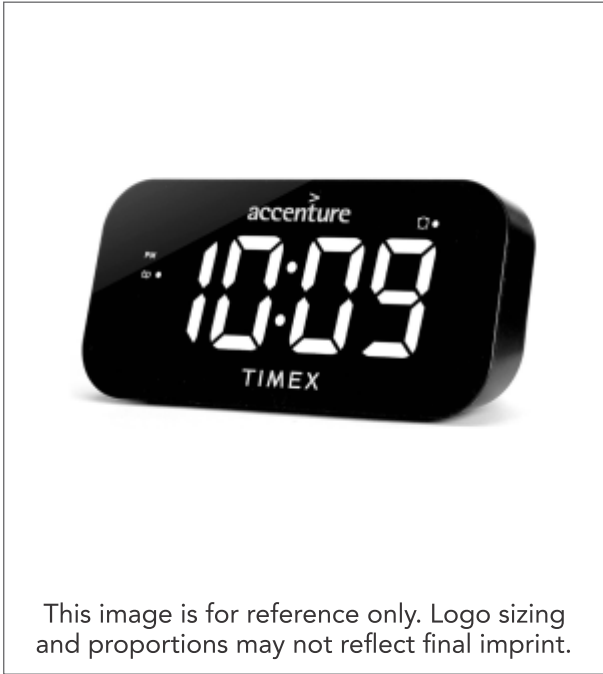 accenture
PM
10:09
TIMEX
This image is for reference only. Logo sizing
and proportions may not reflect final imprint.